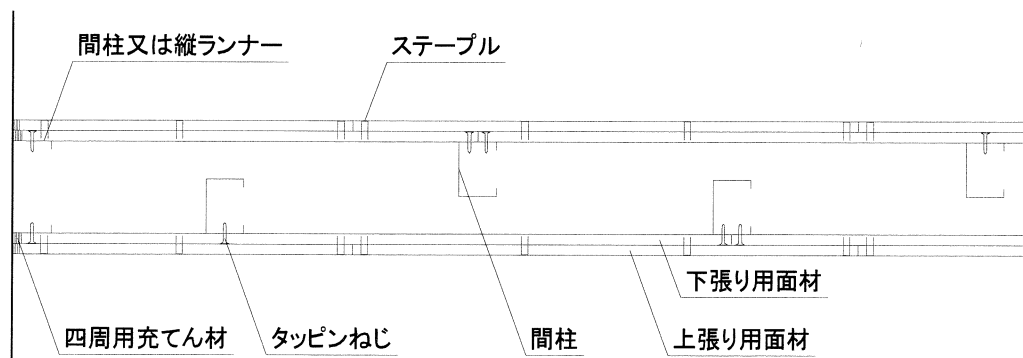 間柱又は縦ランナー
ステープル
下張り用面材
四周用充てん材
タッピンねじ
間柱
上張り用面材